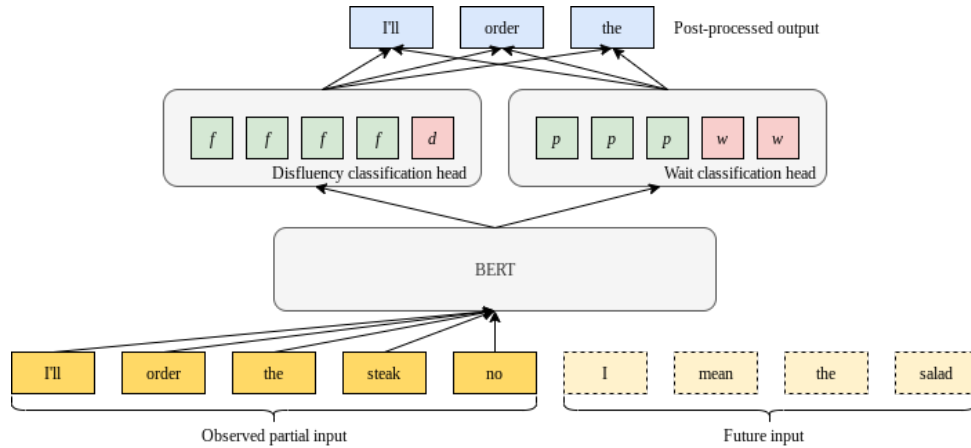 I'll order the Post-processed output
f f f f d p p p w w
Disfluency classification head Wait classification head
BERT
I'll order the steak no I mean the salad
Observed partial input Future input